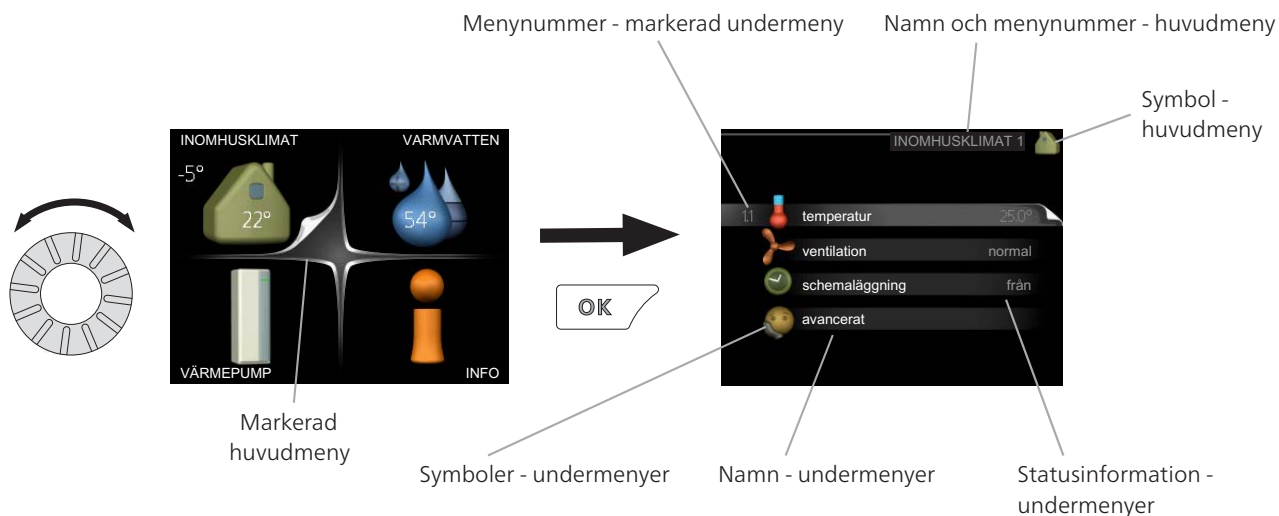 Menynummer - markerad undermeny
Namn och menynummer - huvudmeny
Symbol -
huvudmeny
INOMHUSKLIMAT
VARMVATTEN
-5°
22°
54°
VÄRMEPUMP
INFO
OK
INOMHUSKLIMAT 1
1.1 temperatur 25.0°
ventilation normal
schemaläggning från
avancerat
Markerad
huvudmeny
Symboler - undermenyer
Namn - undermenyer
Statusinformation -
undermenyer